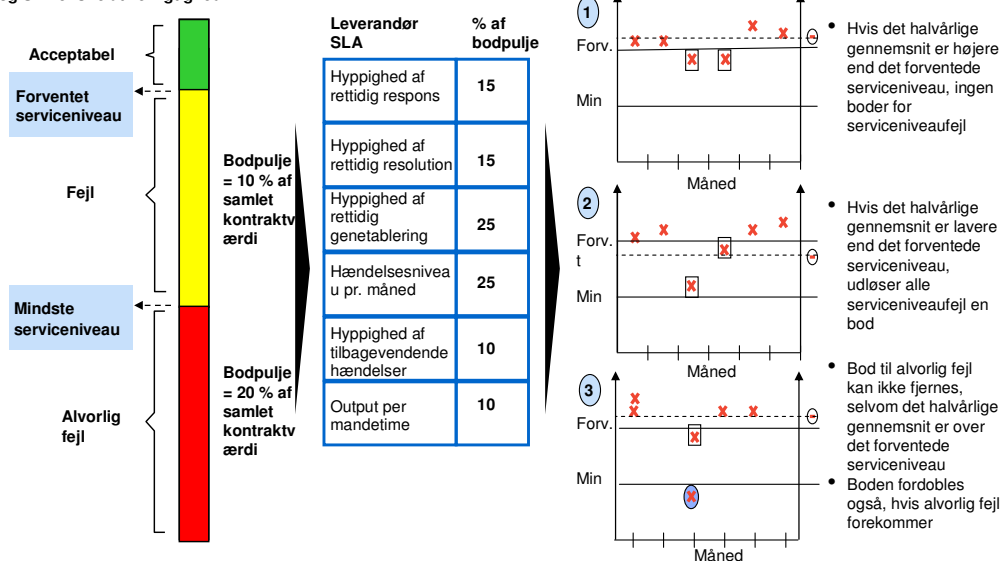 Acceptabel
Forventet
serviceniveau
Fejl
Mindste
serviceniveau
Alvorlig
fejl
Bodpulje
= 10 % af
samlet
kontraktv
ærdi
Bodpulje
= 20 % af
samlet
kontraktv
ærdi
Leverandør
SLA
% af
bodpulje
Hyppighed af
rettidig respons
15
Hyppighed af
rettidig resolution
15
Hyppighed af
rettidig
genetablering
25
Hændelsesnivea
u pr. måned
25
Hyppighed af
tilbagevendende
hændelser
10
Output per
mandetime
10
1
Forv.
Min
Måned
• Hvis det halvårlige
gennemsnit er højere
end det forventede
serviceniveau, ingen
boder for
serviceniveaufejl
2
Forv.
t
Min
Måned
• Hvis det halvårlige
gennemsnit er lavere
end det forventede
serviceniveau,
udløser alle
serviceniveaufejl en
bod
3
Forv.
Min
Måned
• Bod til alvorlig fejl
kan ikke fjernes,
selvom det halvårlige
gennemsnit er over
det forventede
serviceniveau
• Boden fordobles
også, hvis alvorlig fejl
forekommer